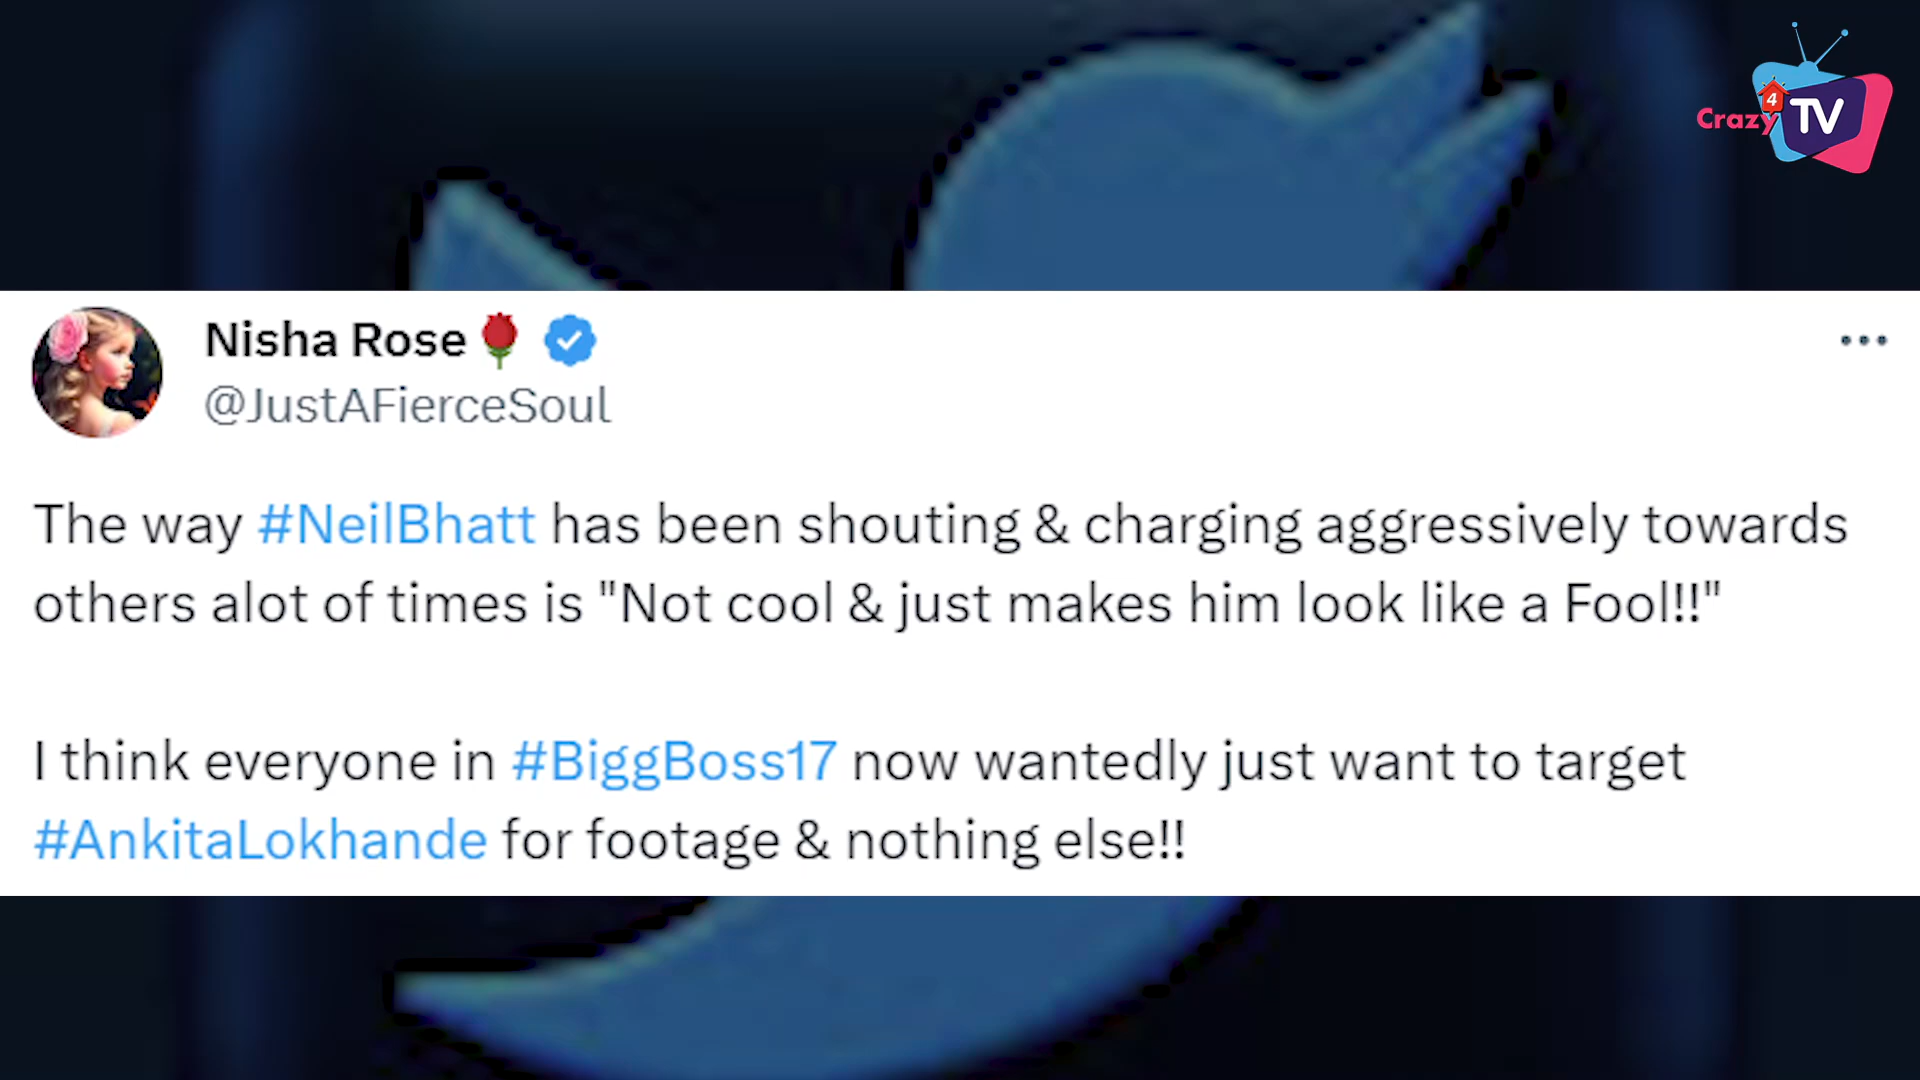 Crazy 4 TV
Nisha Rose🌹
@JustAFierceSoul
The way #NeilBhatt has been shouting & charging aggressively towards
others alot of times is "Not cool & just makes him look like a Fool!!"
I think everyone in #BiggBoss17 now wantedly just want to target
#AnkitaLokhande for footage & nothing else!!